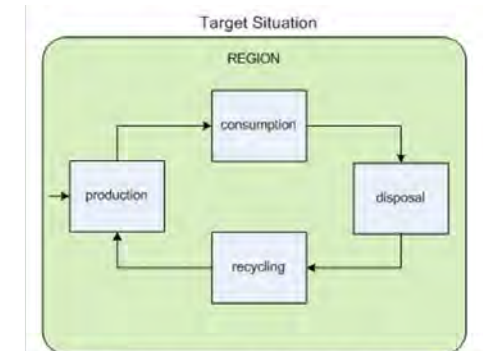 Target Situation
REGION
consumption
production
disposal
recycling